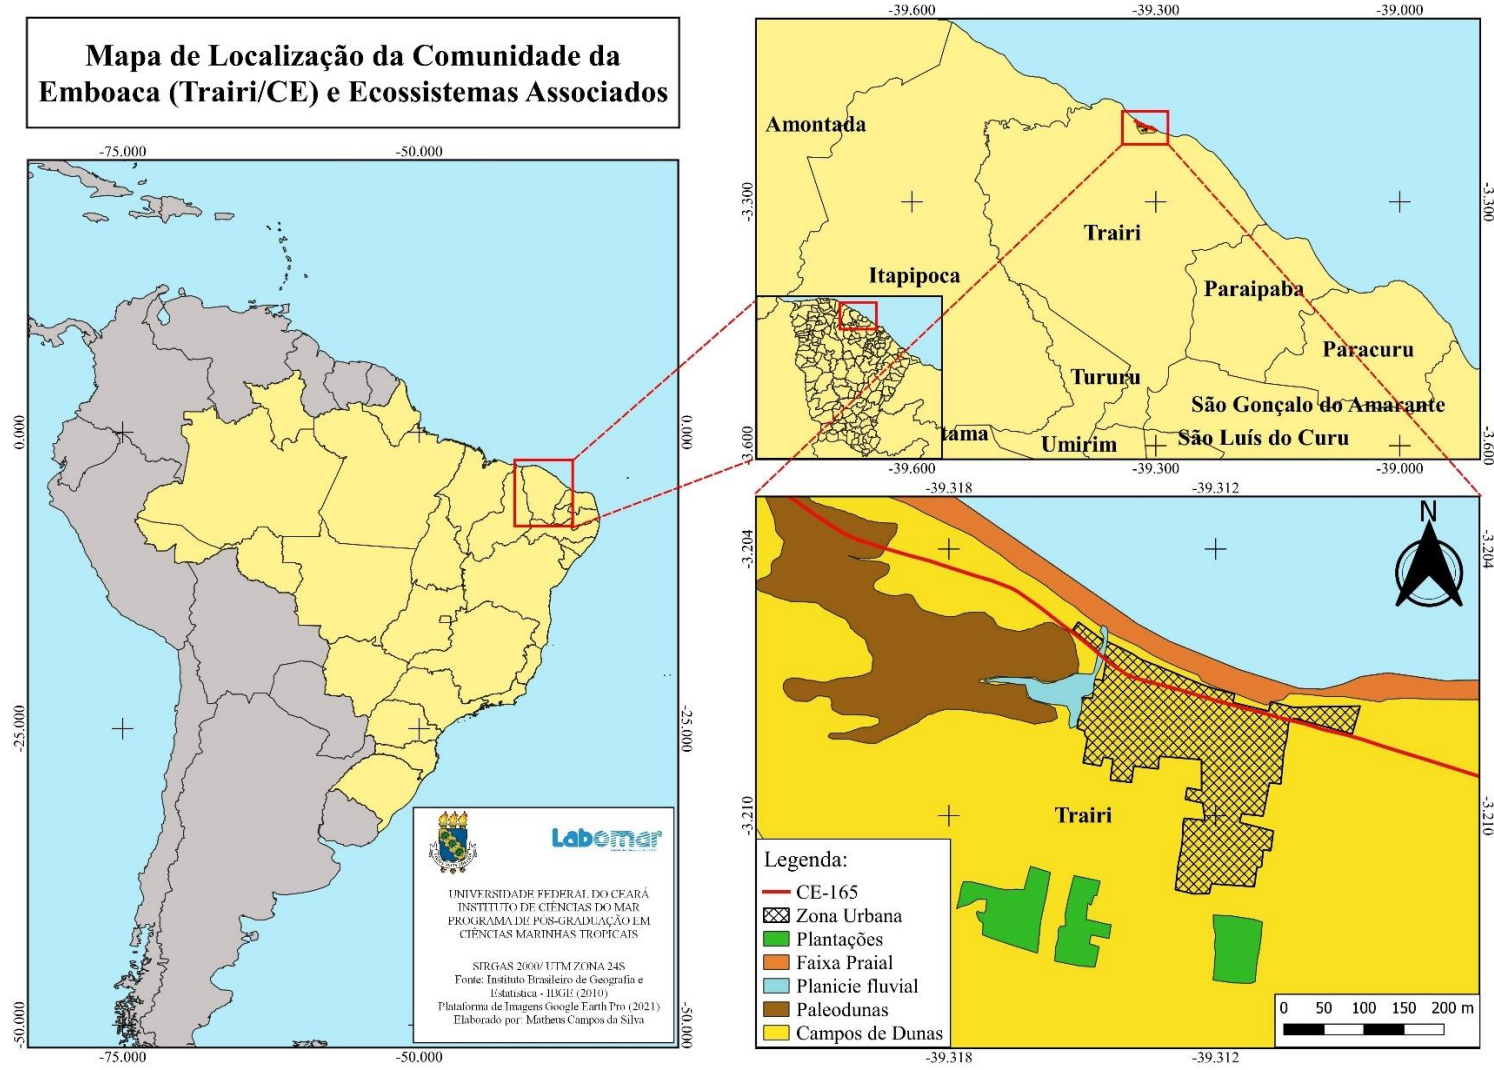 Mapa de Localização da Comunidade da
Emboaca (Trairi/CE) e Ecossistemas Associados
-75.000
-50.000
0.000
0.000
-25.000
-25.000
-50.000
-50.000
-75.000
-50.000
Labomar
UNIVERSIDADE FEDERAL DO CEARÁ
INSTITUTO DE CIÊNCIAS DO MAR
PROGRAMA DE PÓS-GRADUAÇÃO EM
CIÊNCIAS MARINHAS TROPICAIS
SIRGAS 2000/ UTM ZONA 24S
Fonte: Instituto Brasileiro de Geografia e
Estatística - IBGE (2010)
Plataforma de Imagens Google Earth Pro (2021)
Elaborado por: Matheus Campos da Silva
-39.600
-39.300
-39.000
-3.300
-3.300
Amontada
Trairi
Itapipoca
Paraipaba
Paracuru
Tururu
São Gonçalo do Amarante
tama
Umirim
São Luís do Curu
-3.600
-3.600
-39.600
-39.300
-39.000
-39.318
-39.312
N
-3.204
-3.204
Trairi
-3.210
-3.210
Legenda:
CE-165
Zona Urbana
Plantações
Faixa Praial
Planicie fluvial
Paleodunas
Campos de Dunas
0 50 100 150 200 m
-39.318
-39.312